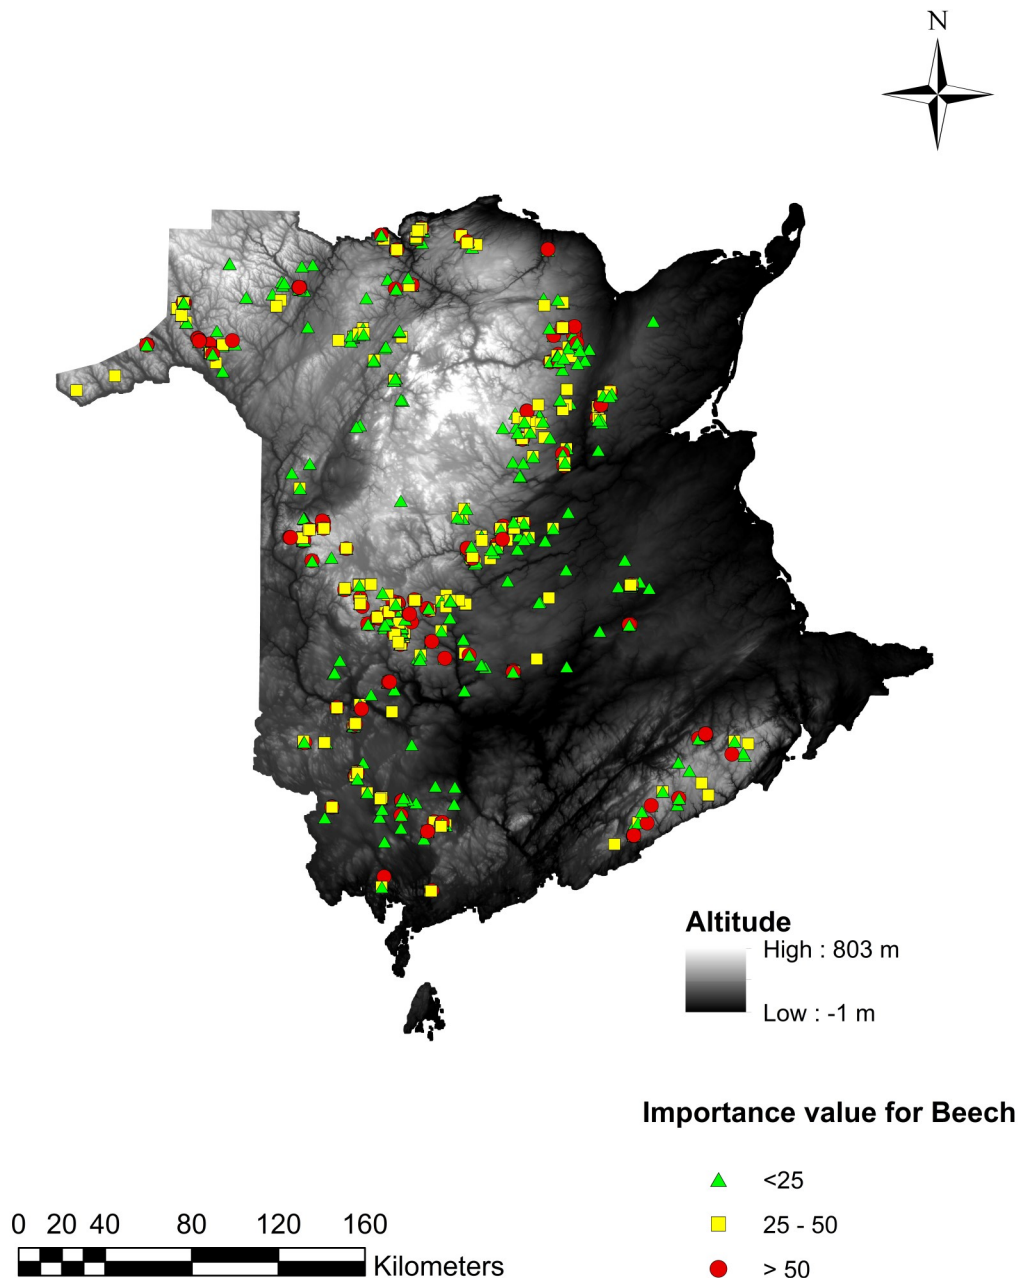 N
Altitude
High : 803 m
Low : -1 m
Importance value for Beech
<25
25 - 50
> 50
0 20 40 80 120 160
Kilometers